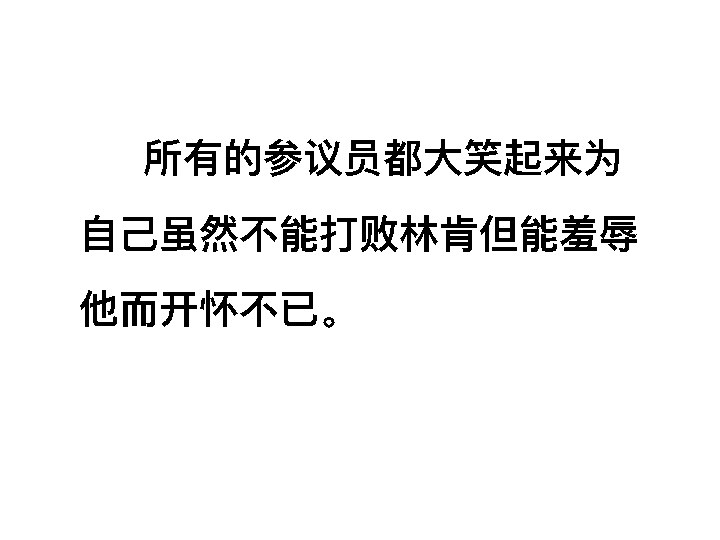 所有的参议员都大笑起来为
自己虽然不能打败林肯但能羞辱
他而开怀不已。